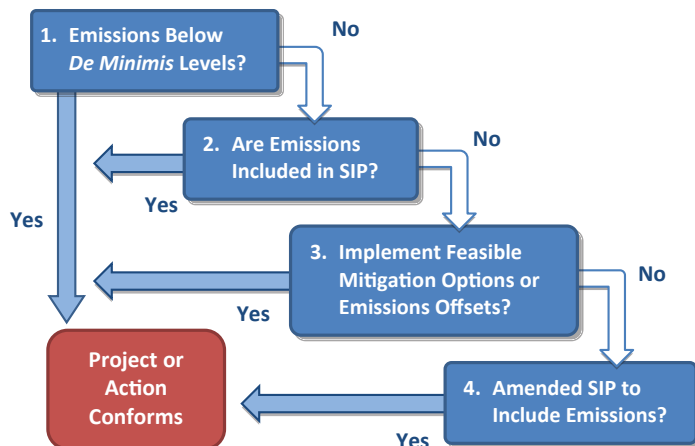 1. Emissions Below
De Minimis Levels?
No
2. Are Emissions
Included in SIP?
No
Yes
Yes
3. Implement Feasible
Mitigation Options or
Emissions Offsets?
No
Yes
Project or
Action
Conforms
4. Amended SIP to
Include Emissions?
Yes